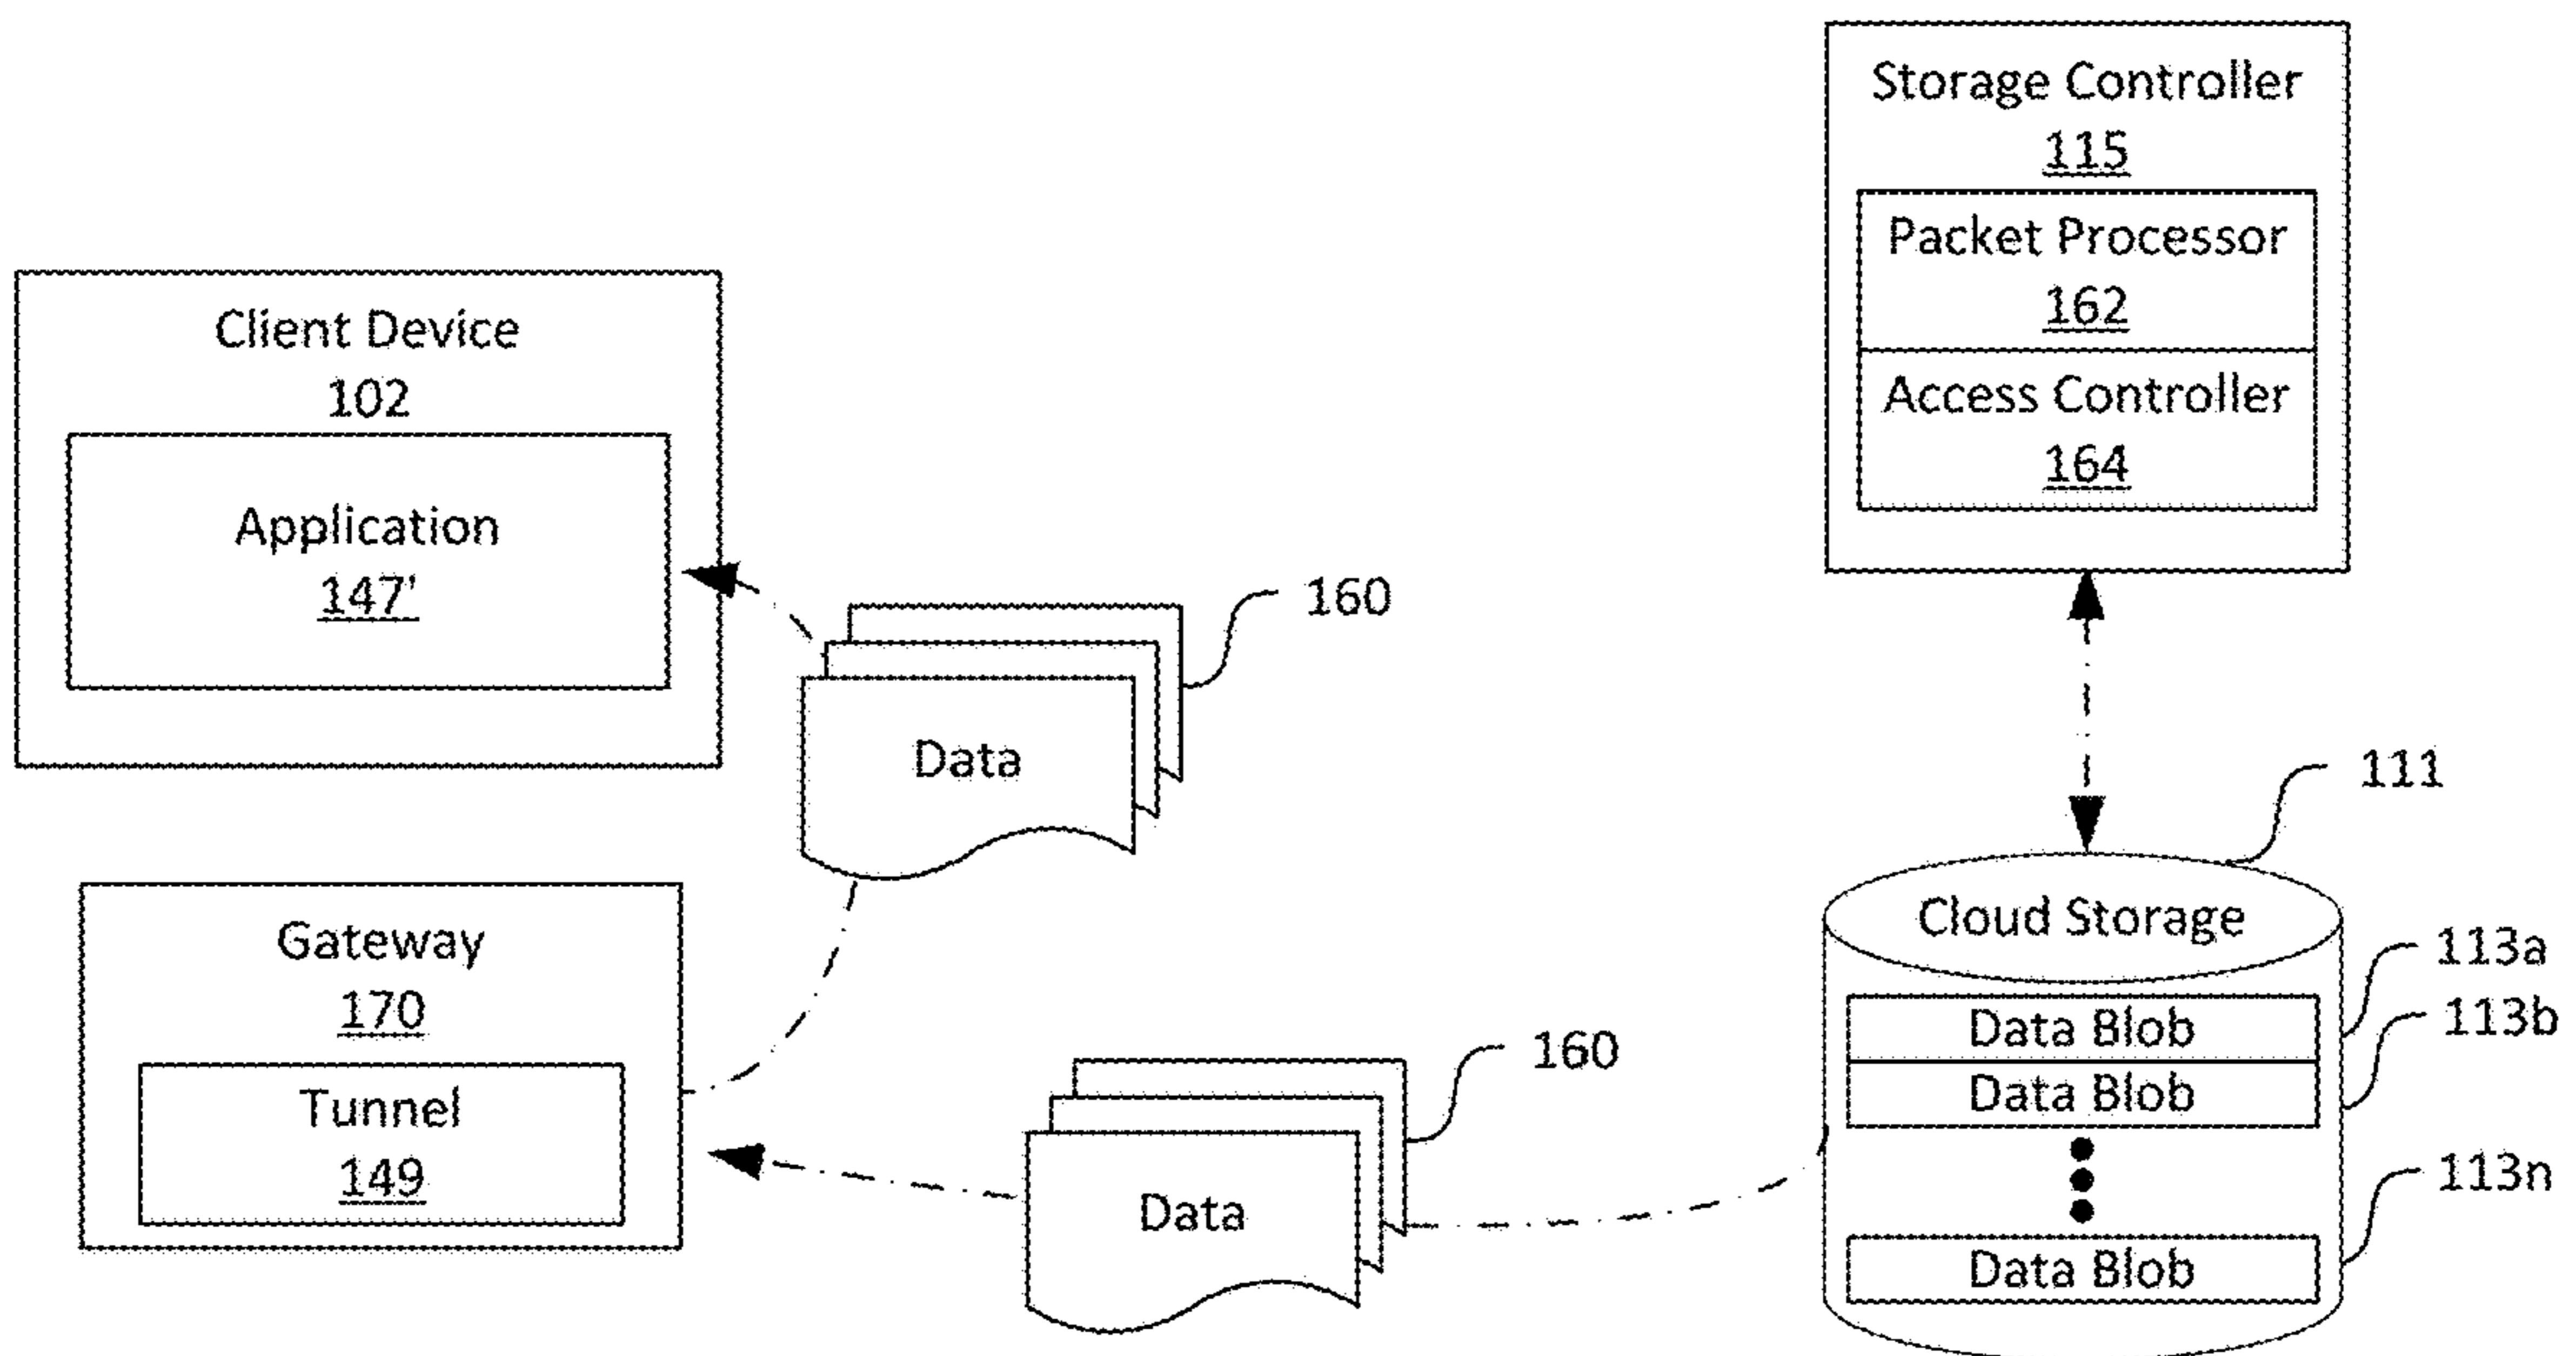 Storage Controller
115
Packet Processor
162
Access Controller
164
Client Device
102
Application
147'
160
Data
111
Cloud Storage
113a
Data Blob
113b
Data Blob
113n
Data Blob
Gateway
170
Tunnel
149
160
Data